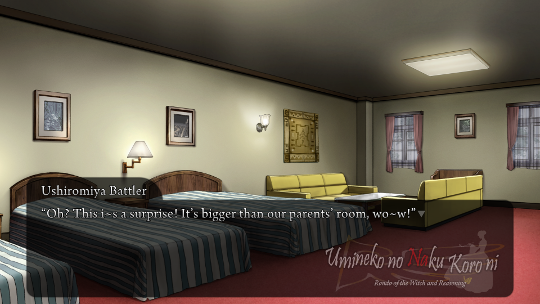 Ushiromiya Battler
“Oh? This i~s a surprise! It’s bigger than our parents’ room, wo~w!”
Umineko no Naku Koro ni
Rondo of the Witch and Reasoning